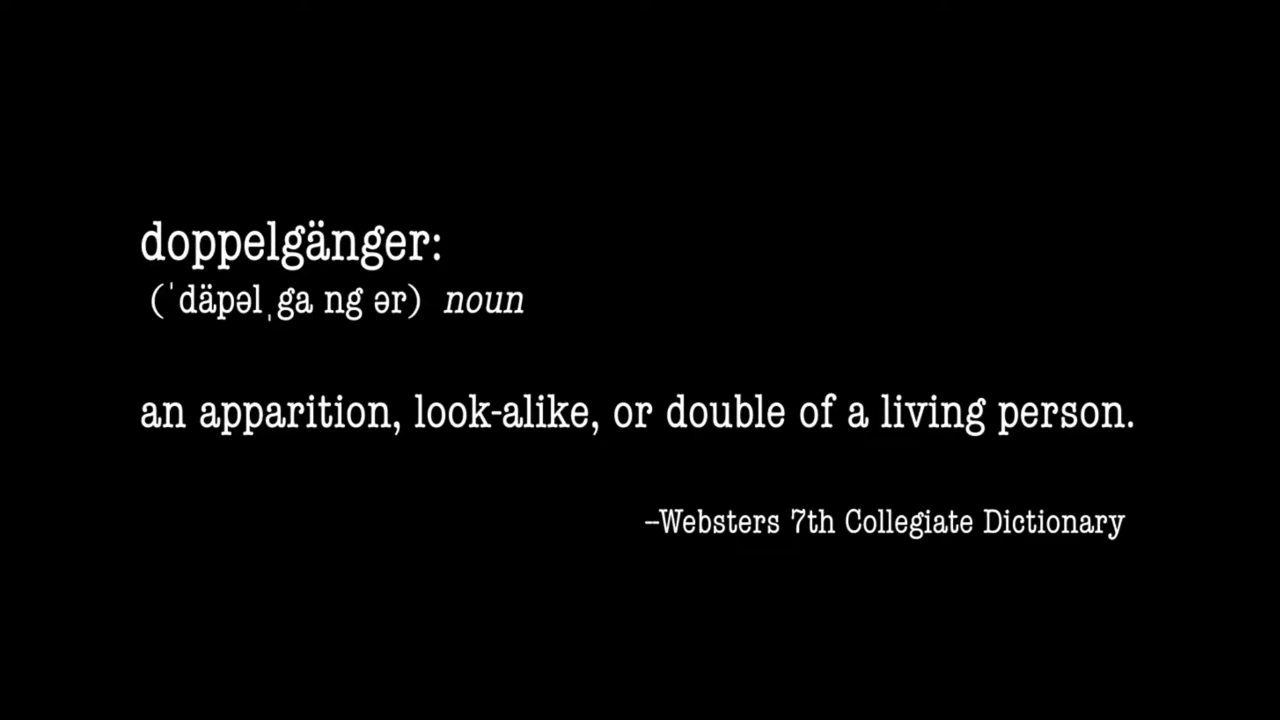 doppelgänger:
(ˈdäpəlˌga ng ər) noun
an apparition, look-alike, or double of a living person.
–Websters 7th Collegiate Dictionary